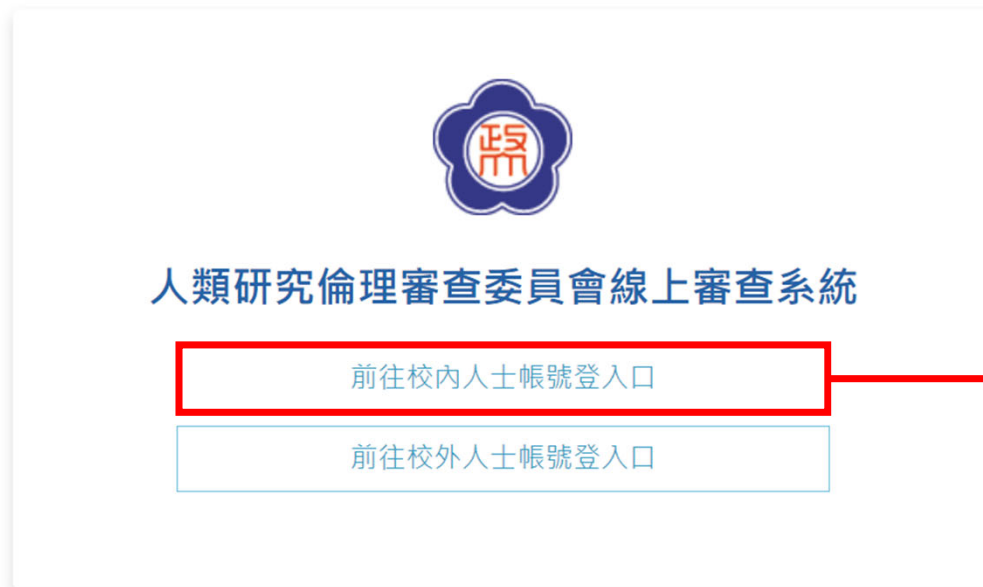 政大
人類研究倫理審查委員會線上審查系統
前往校內人士帳號登入口
前往校外人士帳號登入口